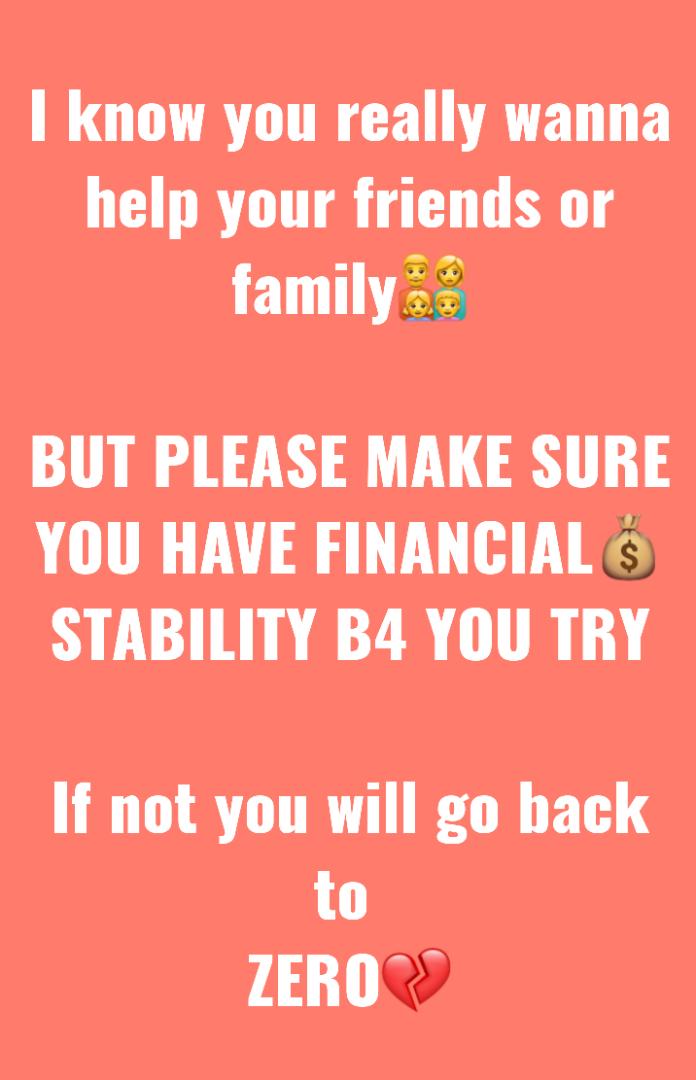 I know you really wanna
help your friends or
family👨‍👩‍👧‍👦
BUT PLEASE MAKE SURE
YOU HAVE FINANCIAL💰
STABILITY B4 YOU TRY
If not you will go back
to
ZERO💔